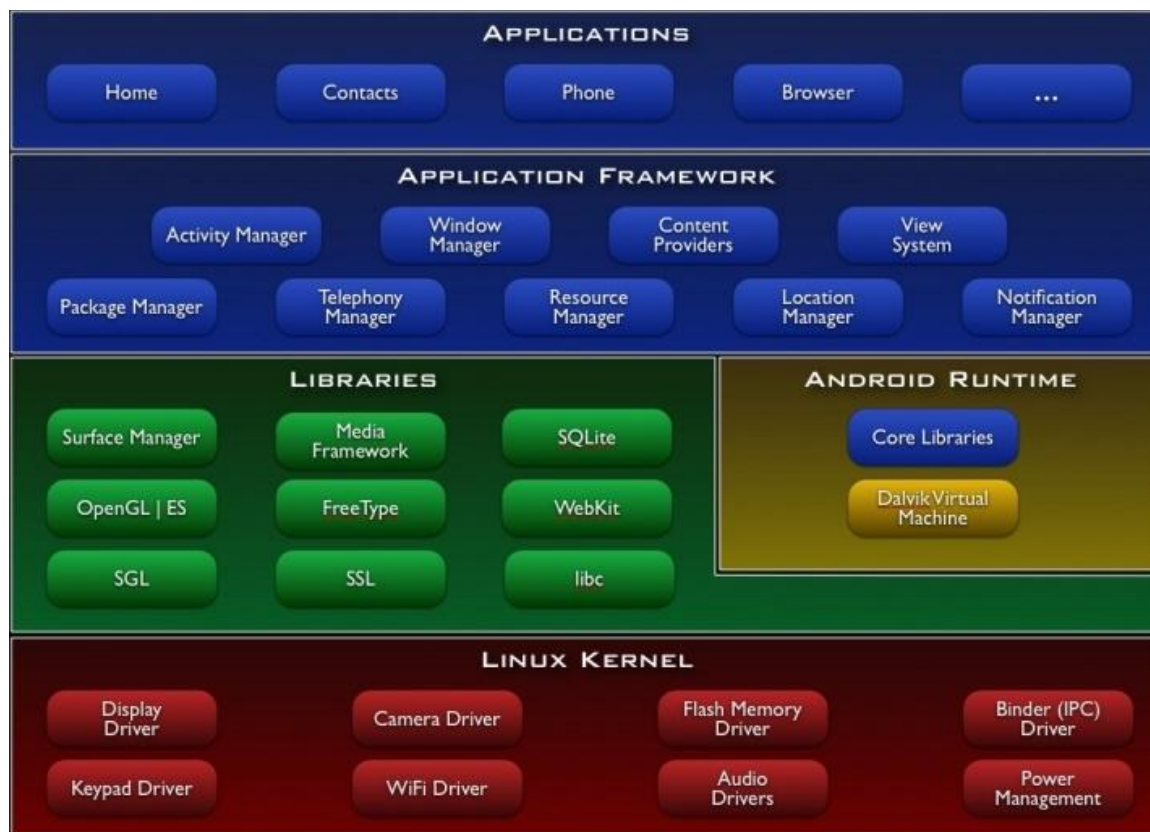 APPLICATIONS
Home
Contacts
Phone
Browser
...
APPLICATION FRAMEWORK
Activity Manager
Window
Manager
Content
Providers
View
System
Package Manager
Telephony
Manager
Resource
Manager
Location
Manager
Notification
Manager
LIBRARIES
Surface Manager
Media
Framework
SQLite
OpenGL | ES
FreeType
WebKit
SGL
SSL
libc
ANDROID RUNTIME
Core Libraries
Dalvik Virtual
Machine
LINUX KERNEL
Display
Driver
Camera Driver
Flash Memory
Driver
Binder (IPC)
Driver
Keypad Driver
WiFi Driver
Audio
Drivers
Power
Management